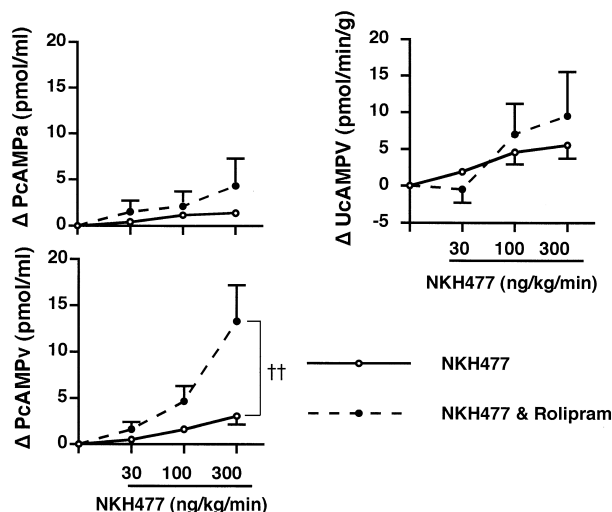 Δ PcAMPa (pmol/ml)
20
15
10
5
0
Δ UcAMPV (pmol/min/g)
20
15
10
5
0
-5
30 100 300
NKH477 (ng/kg/min)
Δ PcAMPv (pmol/ml)
20
15
10
5
0
††
30 100 300
NKH477 (ng/kg/min)
NKH477
NKH477 & Rolipram